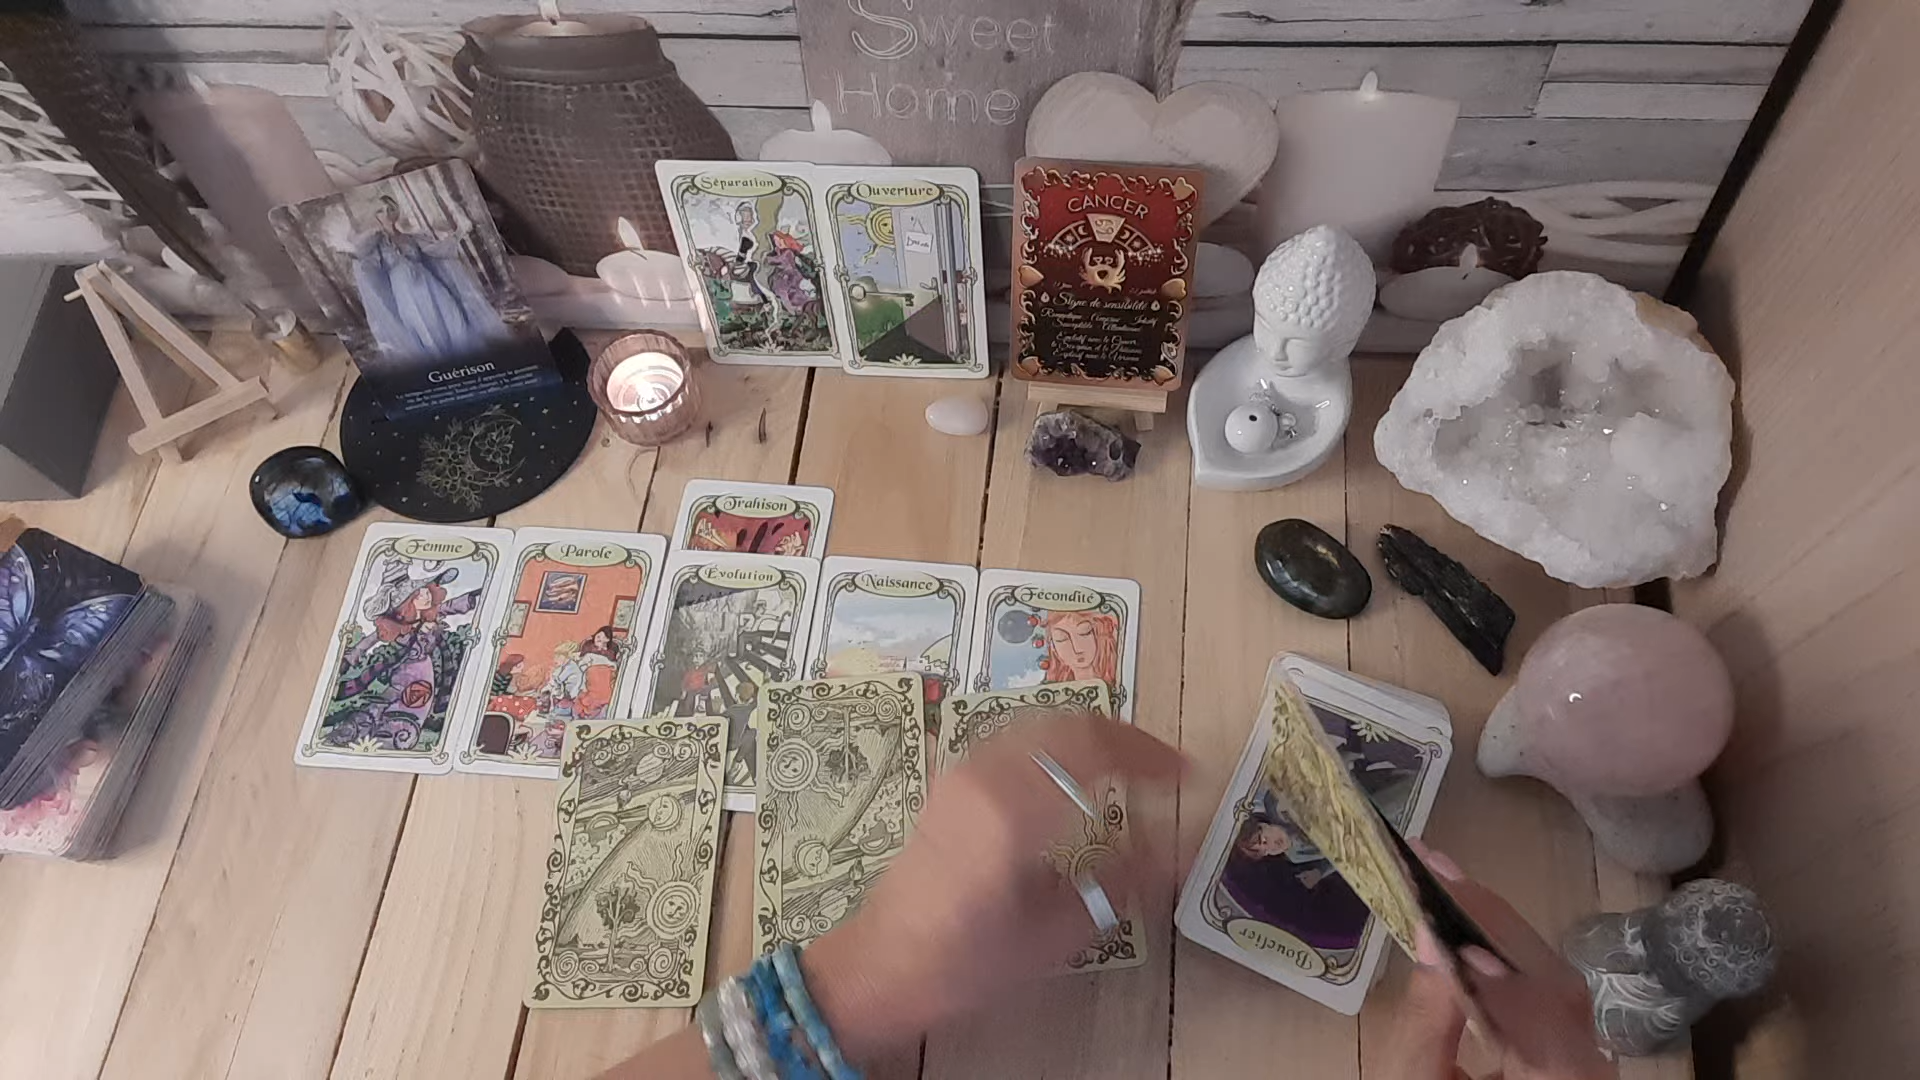 Sweet
Home
Séparation
Ouverture
CANCER
Signe de sensibilité
Guérison
Trahison
Femme
Parole
Évolution
Naissance
Fécondité
Bouclier